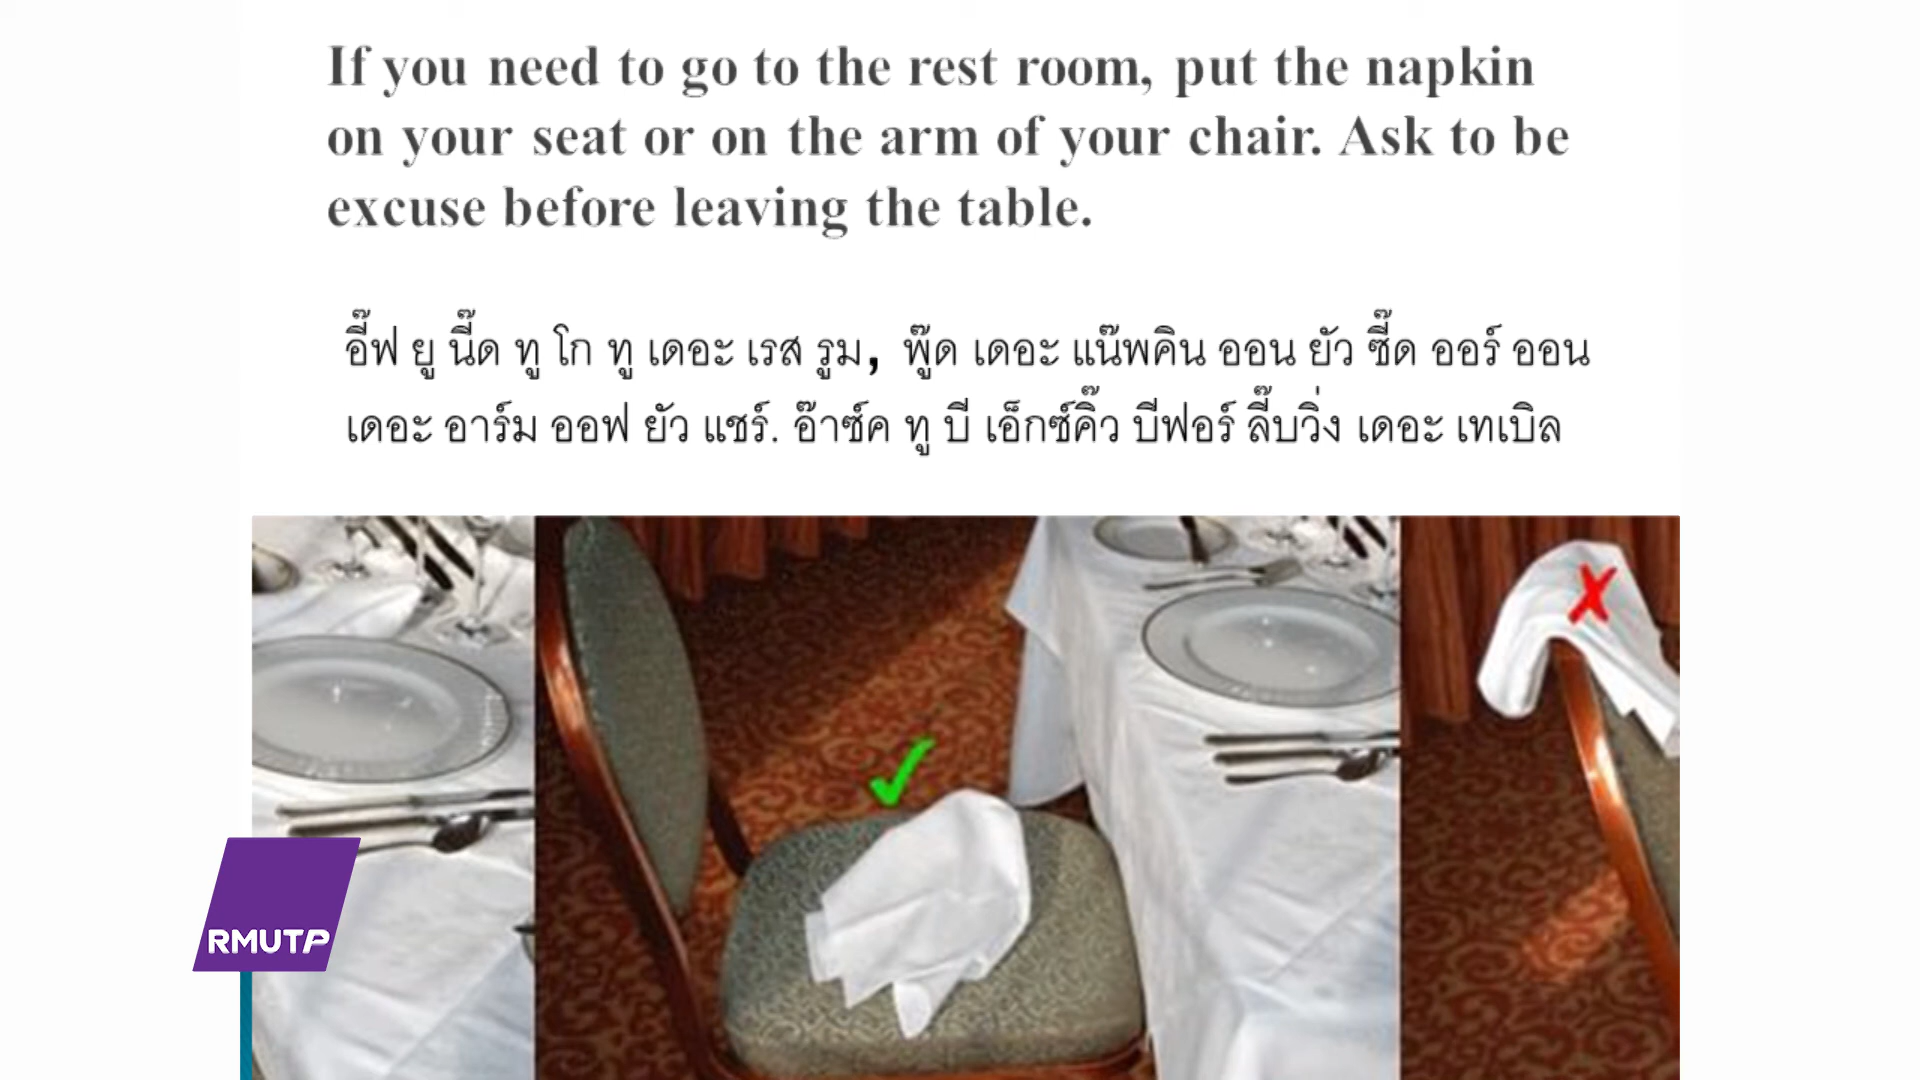 If you need to go to the rest room, put the napkin
on your seat or on the arm of your chair. Ask to be
excuse before leaving the table.
อิ๊ฟ ยู นี๊ด ทู โก ทู เดอะ เรส รูม, พู๊ด เดอะ แน๊พคิน ออน ยัว ซี๊ด ออร์ ออน
เดอะ อาร์ม ออฟ ยัว แชร์. อ๊าซ์ค ทู บี เอ็กซ์คิ๊ว บีฟอร์ ลี๊บวิ่ง เดอะ เทเบิล
RMUTP